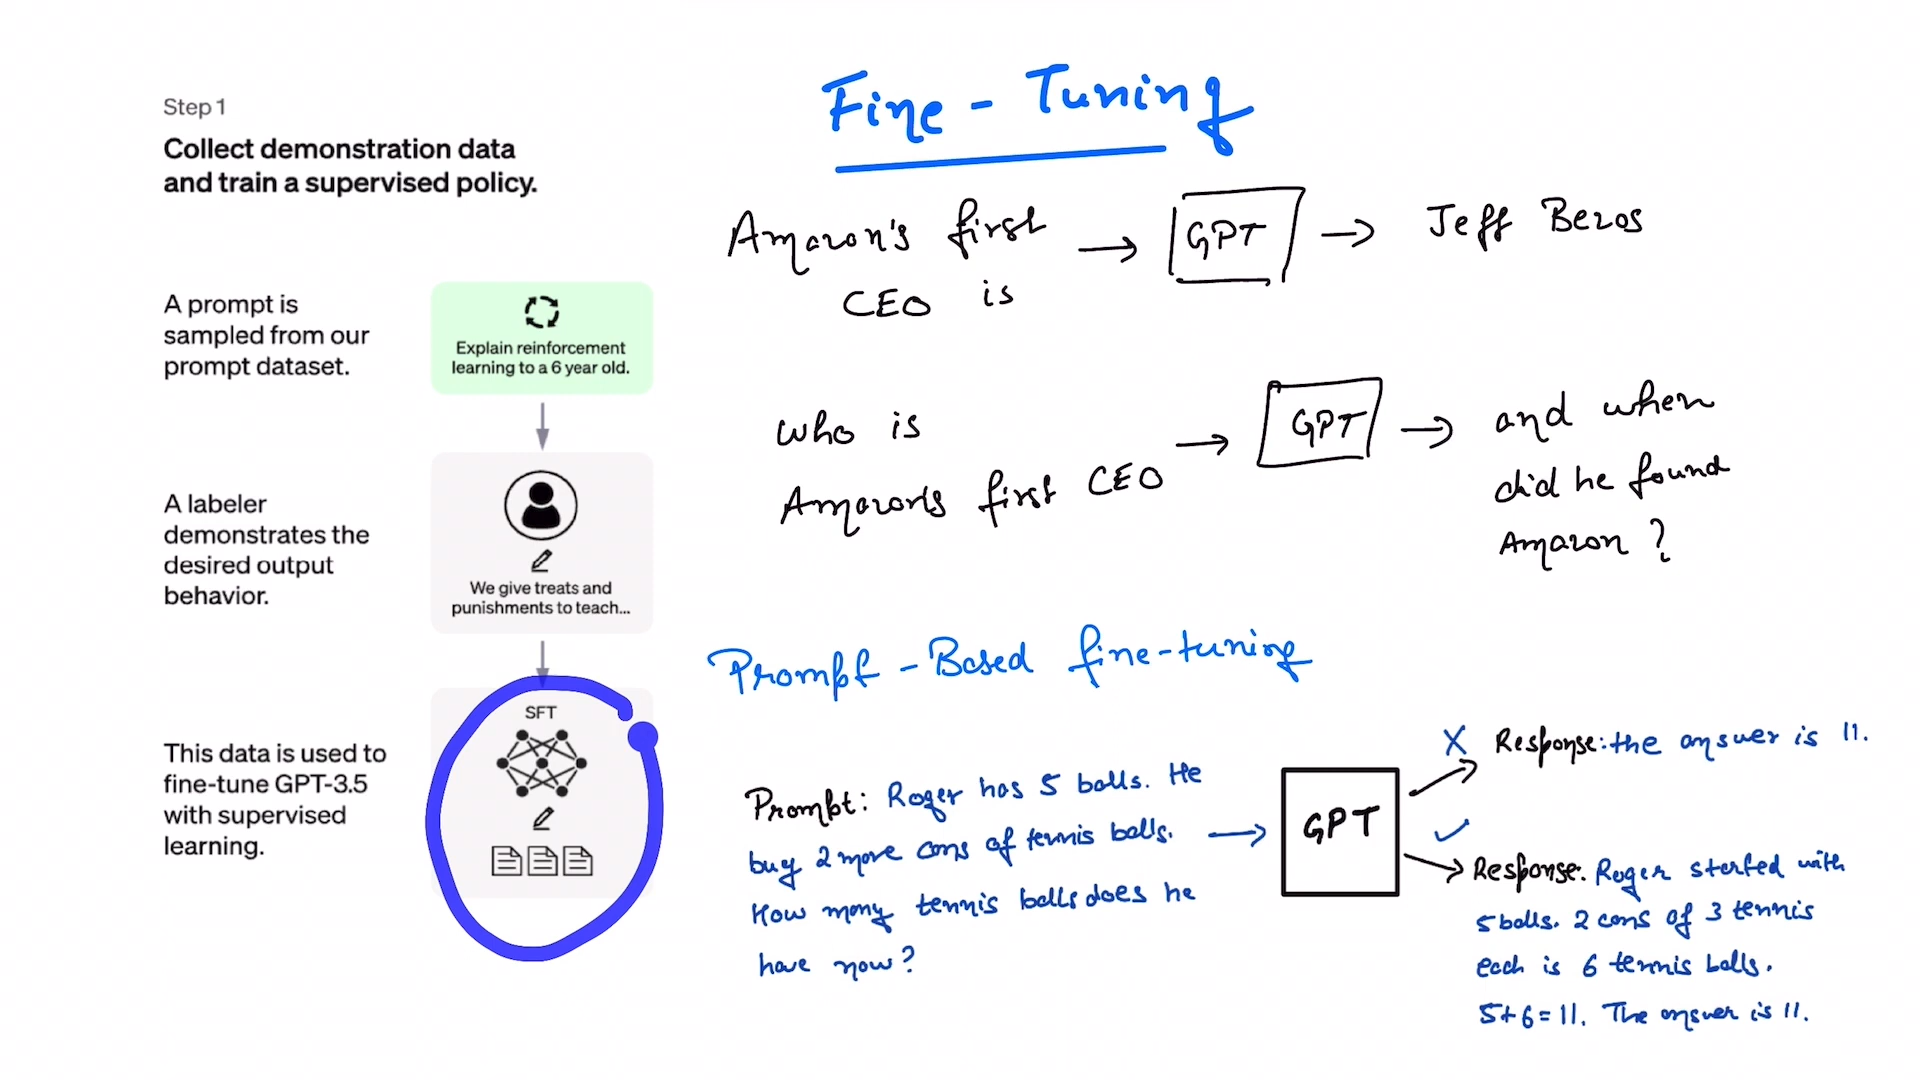 Step 1
Collect demonstration data
and train a supervised policy.
A prompt is
sampled from our
prompt dataset.
Explain reinforcement
learning to a 6 year old.
A labeler
demonstrates the
desired output
behavior.
We give treats and
punishments to teach...
This data is used to
fine-tune GPT-3.5
with supervised
learning.
SFT
Fine - Tuning
Amazon's first
CEO is
GPT
Jeff Bezos
who is
Amazon's first CEO
GPT
and when
did he found
Amazon ?
Prompt - Based fine-tuning
Prompt: Roger has 5 balls. He
buy 2 more cans of tennis balls.
How many tennis balls does he
have now?
GPT
X Response: the answer is 11.
Response. Roger started with
5 balls. 2 cans of 3 tennis
each is 6 tennis balls.
5+6=11. The answer is 11.